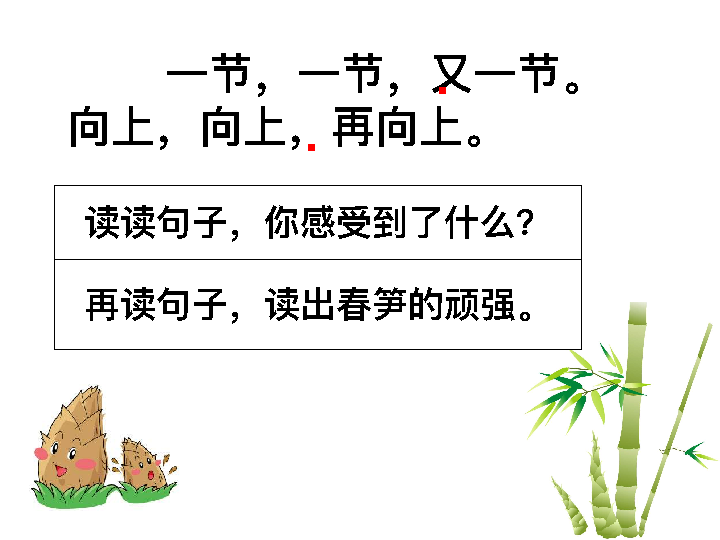 一节，一节，又一节。
向上，向上，再向上。
读读句子，你感受到了什么？
再读句子，读出春笋的顽强。